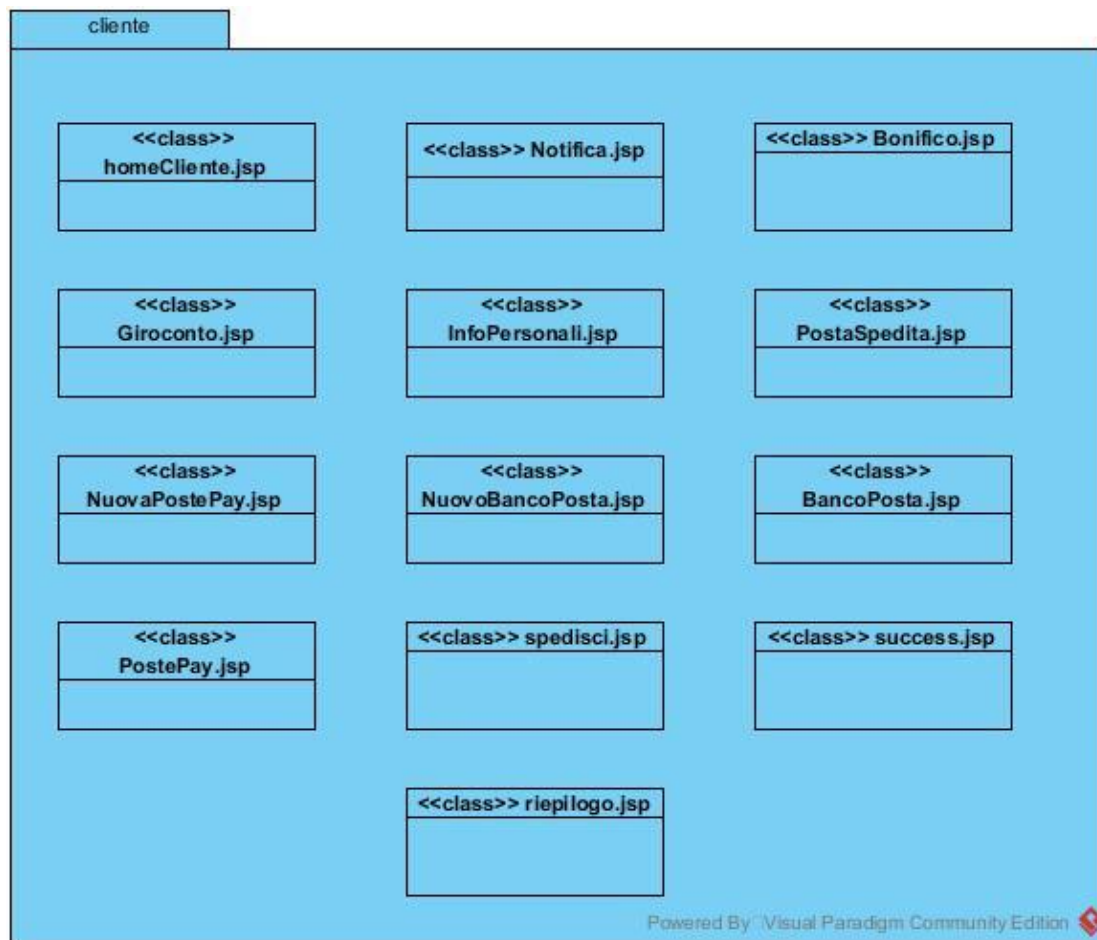 cliente
<<class>>
homeCliente.jsp
<<class>> Notifica.jsp
<<class>> Bonifico.jsp
<<class>>
Giroconto.jsp
<<class>>
InfoPersonali.jsp
<<class>>
PostaSpedita.jsp
<<class>>
NuovaPostePay.jsp
<<class>>
NuovoBancoPosta.jsp
<<class>>
BancoPosta.jsp
<<class>>
PostePay.jsp
<<class>> spedisci.jsp
<<class>> success.jsp
<<class>> riepilogo.jsp
Powered By Visual Paradigm Community Edition